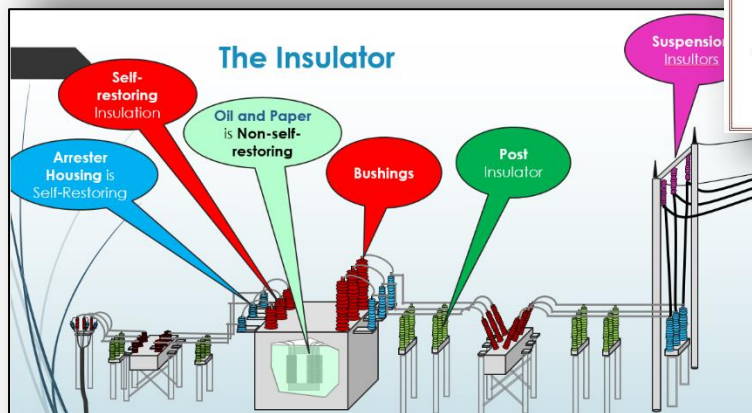 The Insulator
Self-
restoring
Insulation
Oil and Paper
is Non-self-
restoring
Arrester
Housing is
Self-Restoring
Bushings
Post
Insulator
Suspension
Insultors